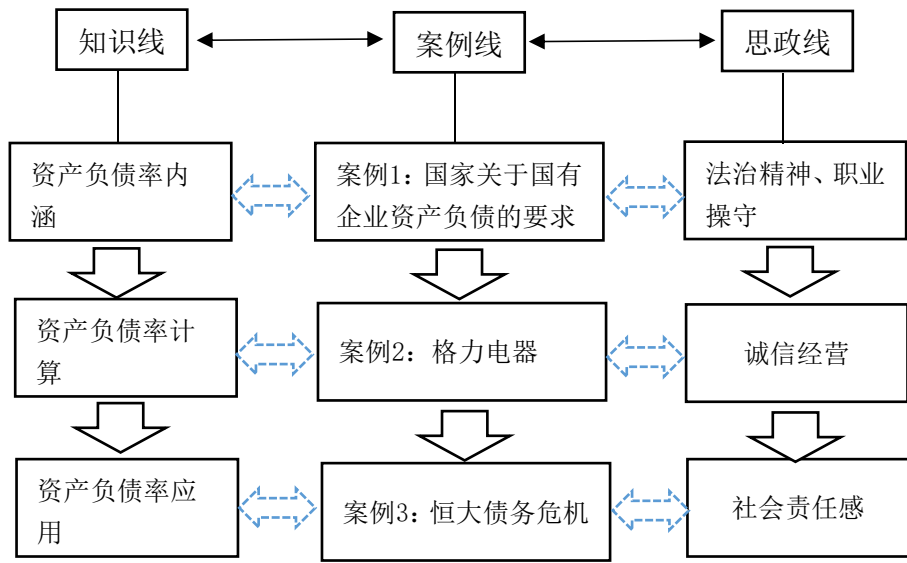 知识线
案例线
思政线
资产负债率内
涵
案例1：国家关于国有
企业资产负债的要求
法治精神、职业
操守
资产负债率计
算
案例2：格力电器
诚信经营
资产负债率应
用
案例3：恒大债务危机
社会责任感